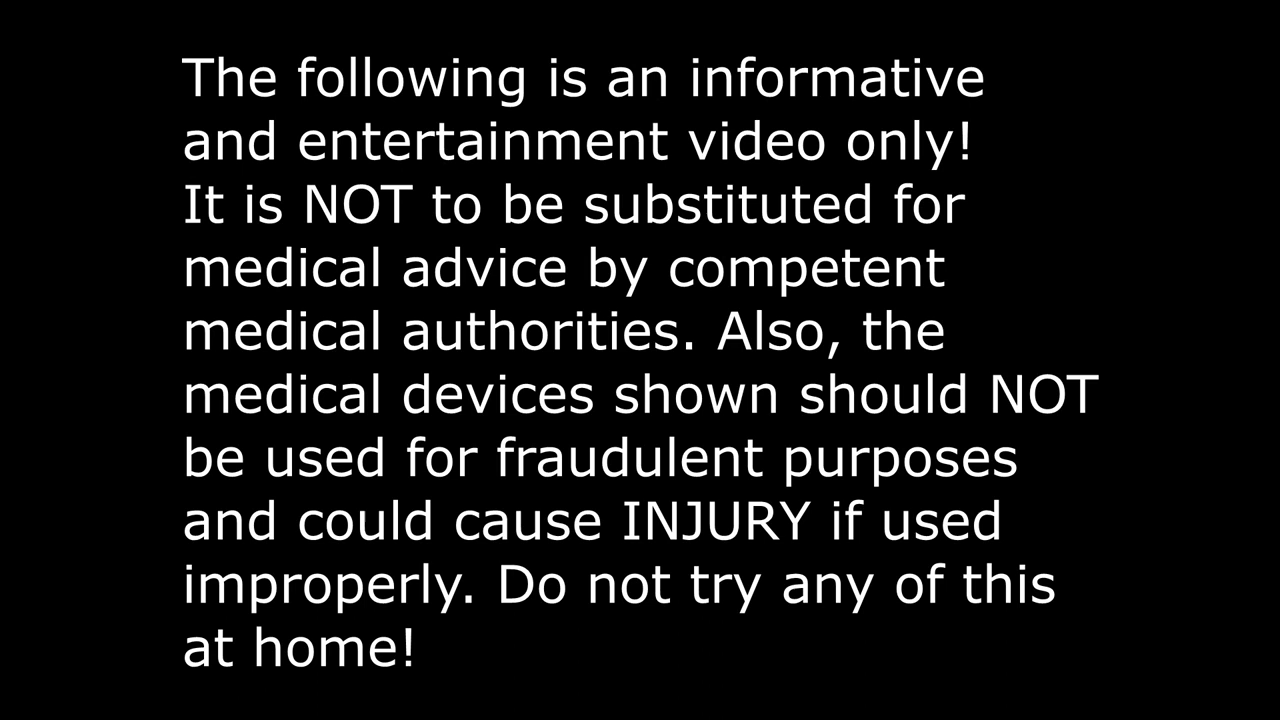 The following is an informative
and entertainment video only!
It is NOT to be substituted for
medical advice by competent
medical authorities. Also, the
medical devices shown should NOT
be used for fraudulent purposes
and could cause INJURY if used
improperly. Do not try any of this
at home!